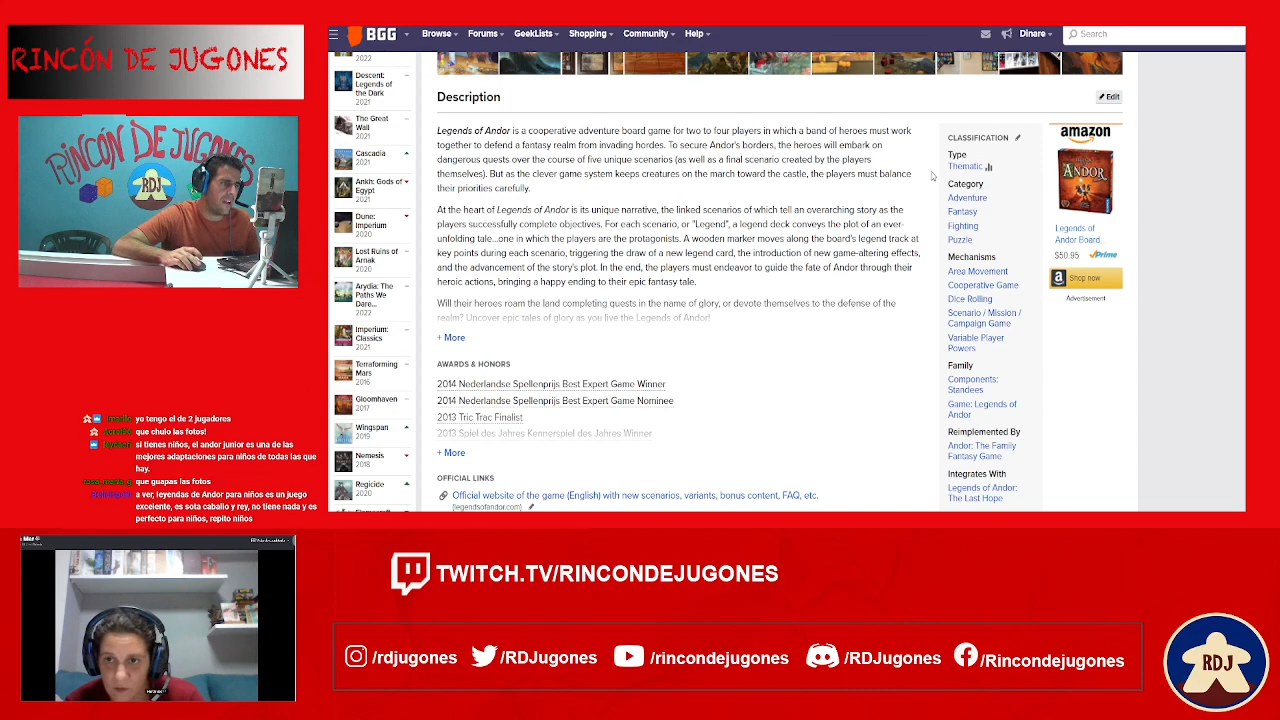 RINCÓN DE JUGONES
RINCÓN DE JUGONES
RDJ
yo tengo el de 2 jugadores
que chulo las fotos!
si tienes niños, el andor junior es una de las
mejores adaptaciones para niños de todas las que
hay.
que guapas las fotos
a ver, leyendas de Andor para niños es un juego
excelente, es sota caballo y rey, no tiene nada y es
perfecto para niños, repito niños
BGG
Browse
Forums
GeekLists
Shopping
Community
Help
Dinare
Search
2022
Descent:
Legends of
the Dark
2021
The Great
Wall
2021
Cascadia
2021
Ankh: Gods of
Egypt
2021
Dune:
Imperium
2020
Lost Ruins of
Arnak
2020
Arydia: The
Paths We
Dare...
2022
Imperium:
Classics
2021
Terraforming
Mars
2016
Gloomhaven
2017
Wingspan
2019
Nemesis
2018
Regicide
2020
Description
Edit
Legends of Andor is a cooperative adventure board game for two to four players in which a band of heroes must work
together to defend a fantasy realm from invading hordes. To secure Andor's borders, the heroes will embark on
dangerous quests over the course of five unique scenarios (as well as a final scenario created by the players
themselves). But as the clever game system keeps creatures on the march toward the castle, the players must balance
their priorities carefully.
At the heart of Legends of Andor is its unique narrative, the linked scenarios of which tell an overarching story as the
players successfully complete objectives. For each scenario, or "Legend", a legend deck conveys the plot of an ever-
unfolding tale...one in which the players are the protagonists. A wooden marker moves along the board's legend track at
key points during each scenario, triggering the draw of a new legend card, the introduction of new game-altering effects,
and the advancement of the story's plot. In the end, the players must endeavor to guide the fate of Andor through their
heroic actions, bringing a happy ending to their epic fantasy tale.
Will their heroes roam the land completing quests in the name of glory, or devote themselves to the defense of the
realm? Uncover epic tales of glory as you live the Legends of Andor!
+ More
AWARDS & HONORS
2014 Nederlandse Spellenprijs Best Expert Game Winner
2014 Nederlandse Spellenprijs Best Expert Game Nominee
2013 Tric Trac Finalist
2013 Spiel des Jahres Kennerspiel des Jahres Winner
+ More
OFFICIAL LINKS
Official website of the game (English) with new scenarios, variants, bonus content, FAQ, etc.
(legendsofandor.com)
CLASSIFICATION
Type
Thematic
Category
Adventure
Fantasy
Fighting
Puzzle
Mechanisms
Area Movement
Cooperative Game
Dice Rolling
Scenario / Mission /
Campaign Game
Variable Player
Powers
Family
Components:
Standees
Game: Legends of
Andor
Reimplemented By
Andor: The Family
Fantasy Game
Integrates With
Legends of Andor:
The Last Hope
amazon
ANDOR
Legends of
Andor Board...
$50.95
Prime
Shop now
Advertisement
TWITCH.TV/RINCONDEJUGONES
/rdjugones
/RDJugones
/rincondejugones
/RDJugones
/Rincondejugones
RDJ